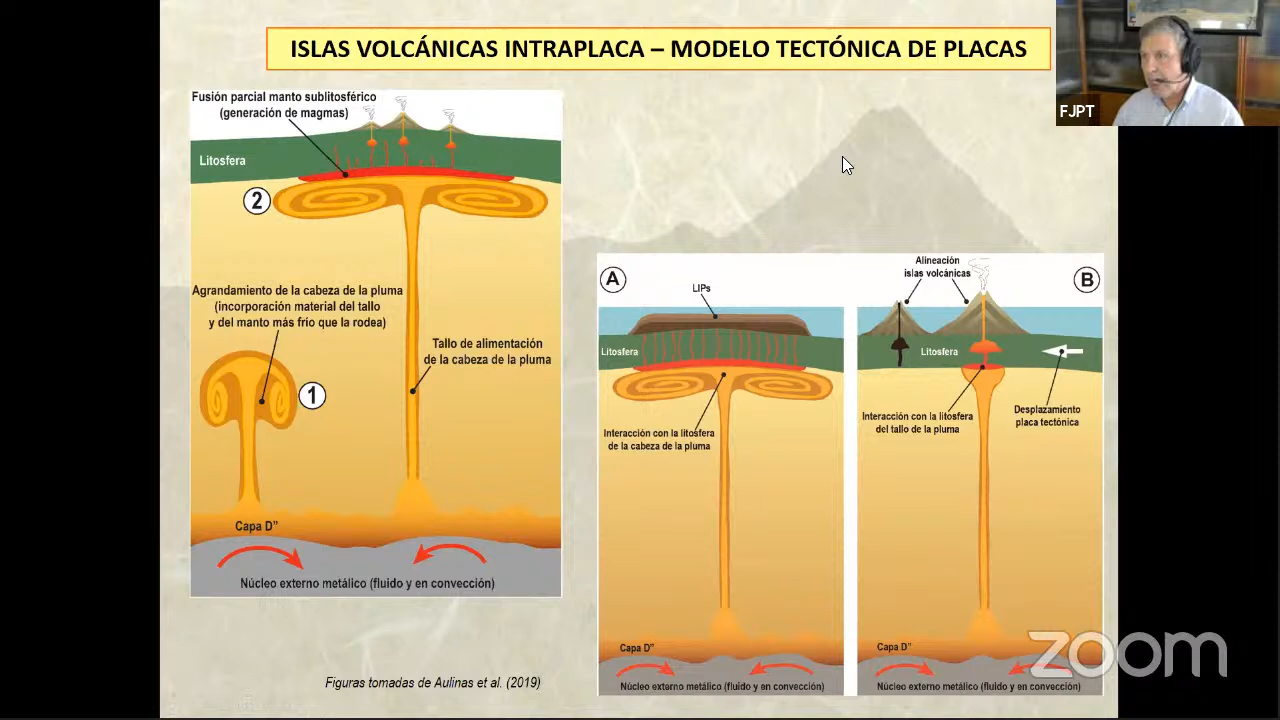 ISLAS VOLCÁNICAS INTRAPLACA – MODELO TECTÓNICA DE PLACAS
FJPT
Fusión parcial manto sublitosférico
(generación de magmas)
Litosfera
2
Agrandamiento de la cabeza de la pluma
(incorporación material del tallo
y del manto más frío que la rodea)
Tallo de alimentación
de la cabeza de la pluma
1
Capa D”
Núcleo externo metálico (fluido y en convección)
Figuras tomadas de Aulinas et al. (2019)
A
LIPs
Litosfera
Interacción con la litosfera
de la cabeza de la pluma
Capa D”
Núcleo externo metálico (fluido y en convección)
Alineación
islas volcánicas
B
Litosfera
Interacción con la litosfera
del tallo de la pluma
Desplazamiento
placa tectónica
Capa D”
Núcleo externo metálico (fluido y en convección)
zoom